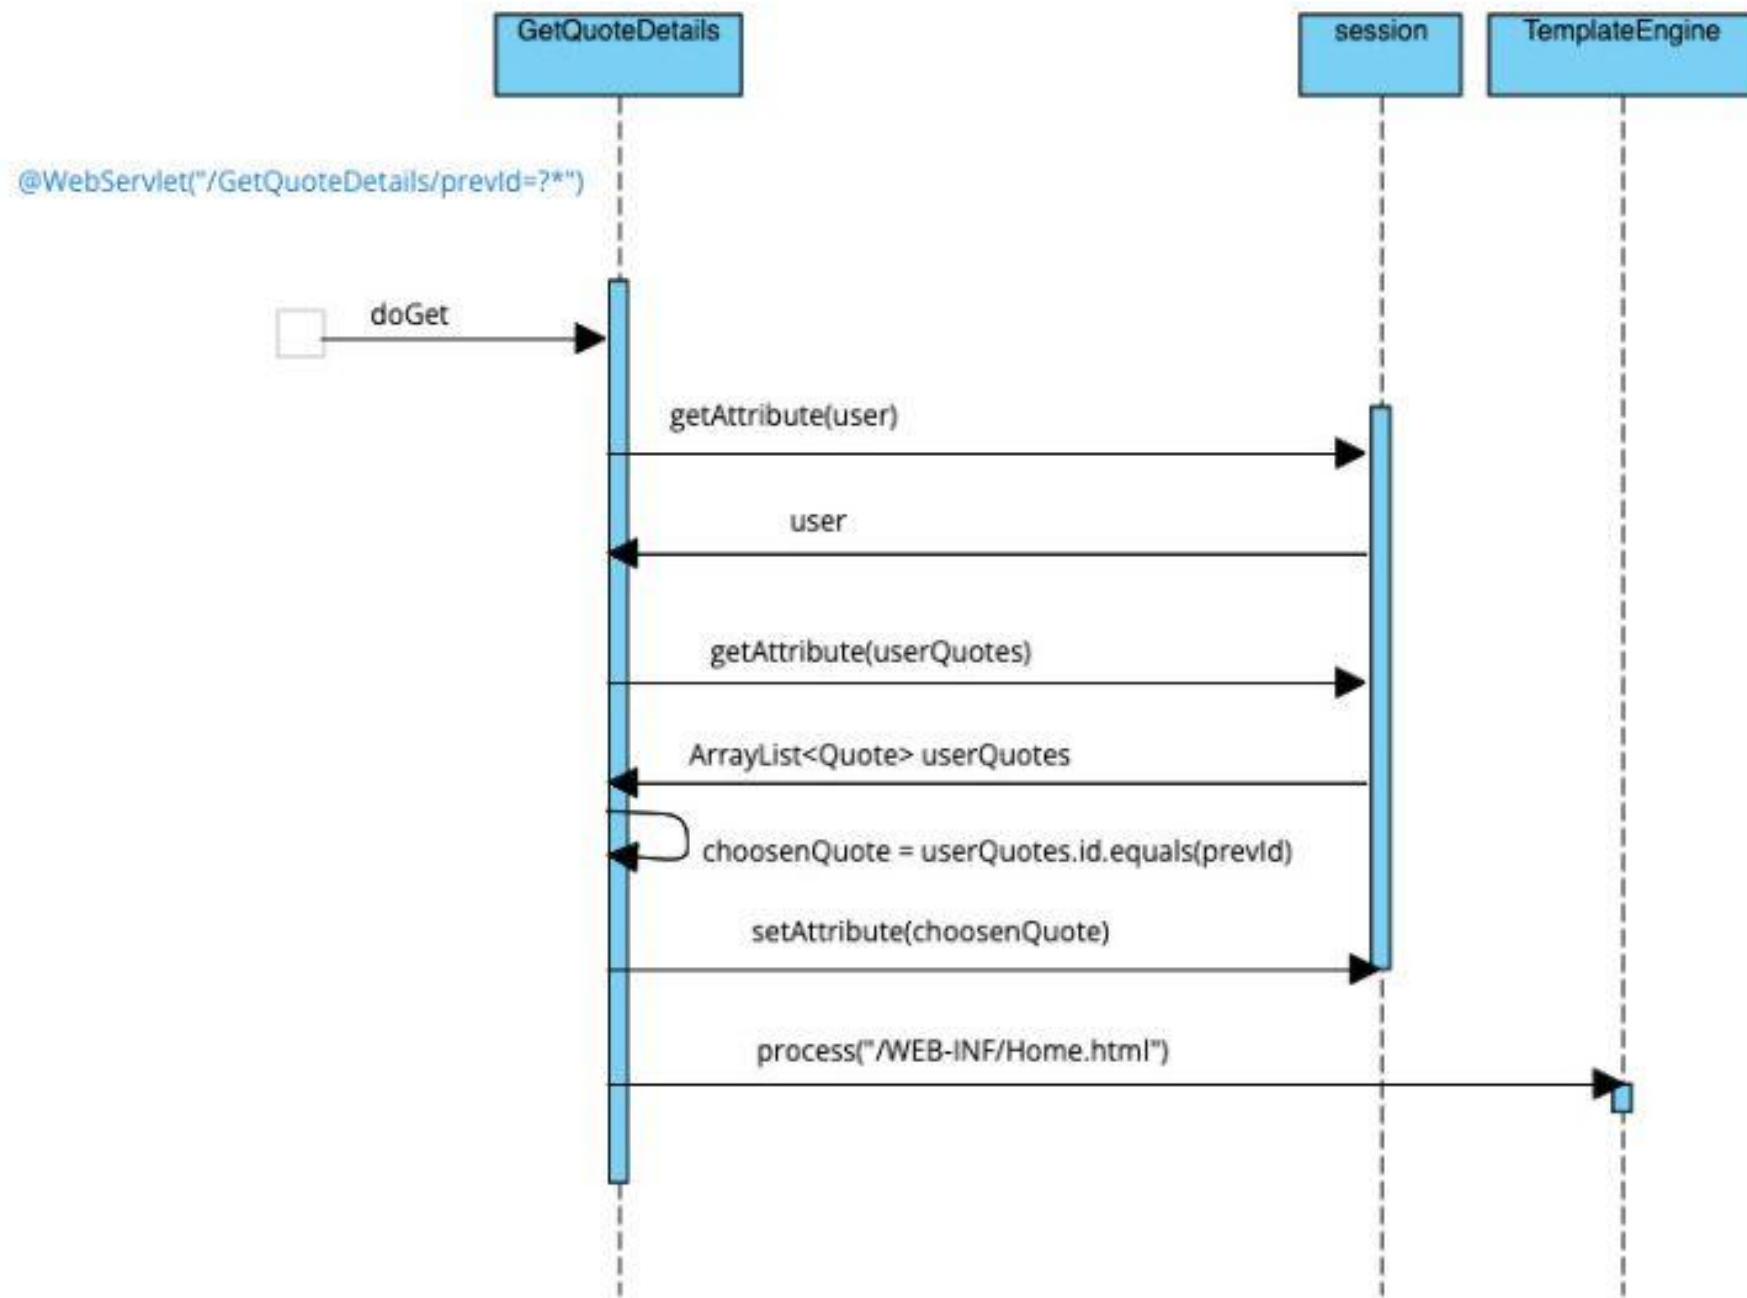 GetQuoteDetails
session
TemplateEngine
@WebServlet("/GetQuoteDetails/prevId=?*")
doGet
getAttribute(user)
user
getAttribute(userQuotes)
ArrayList<Quote> userQuotes
choosenQuote = userQuotes.id.equals(prevId)
setAttribute(choosenQuote)
process("/WEB-INF/Home.html")